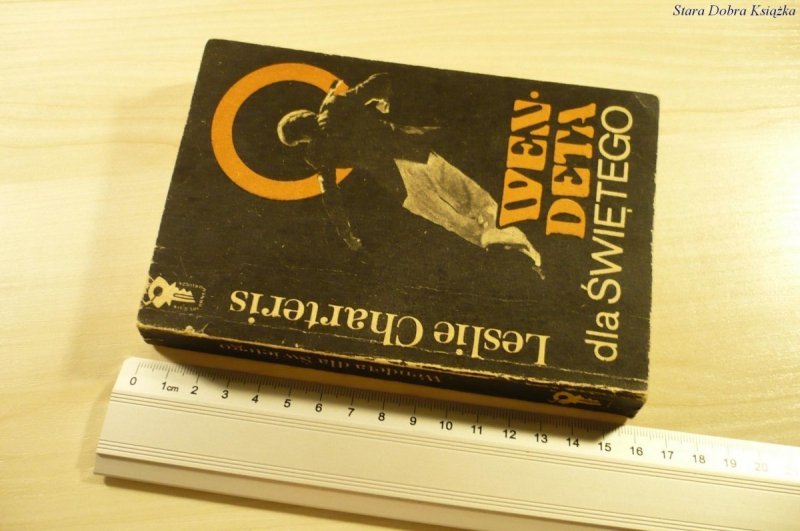 Stara Dobra Książka
Leslie Charteris
WEN.
DETA
dla ŚWIĘTEGO
Wendeta dla Świętego
0 1cm 2 3 4 5 6 7 8 9 10 11 12 13 14 15 16 17 18 19 20